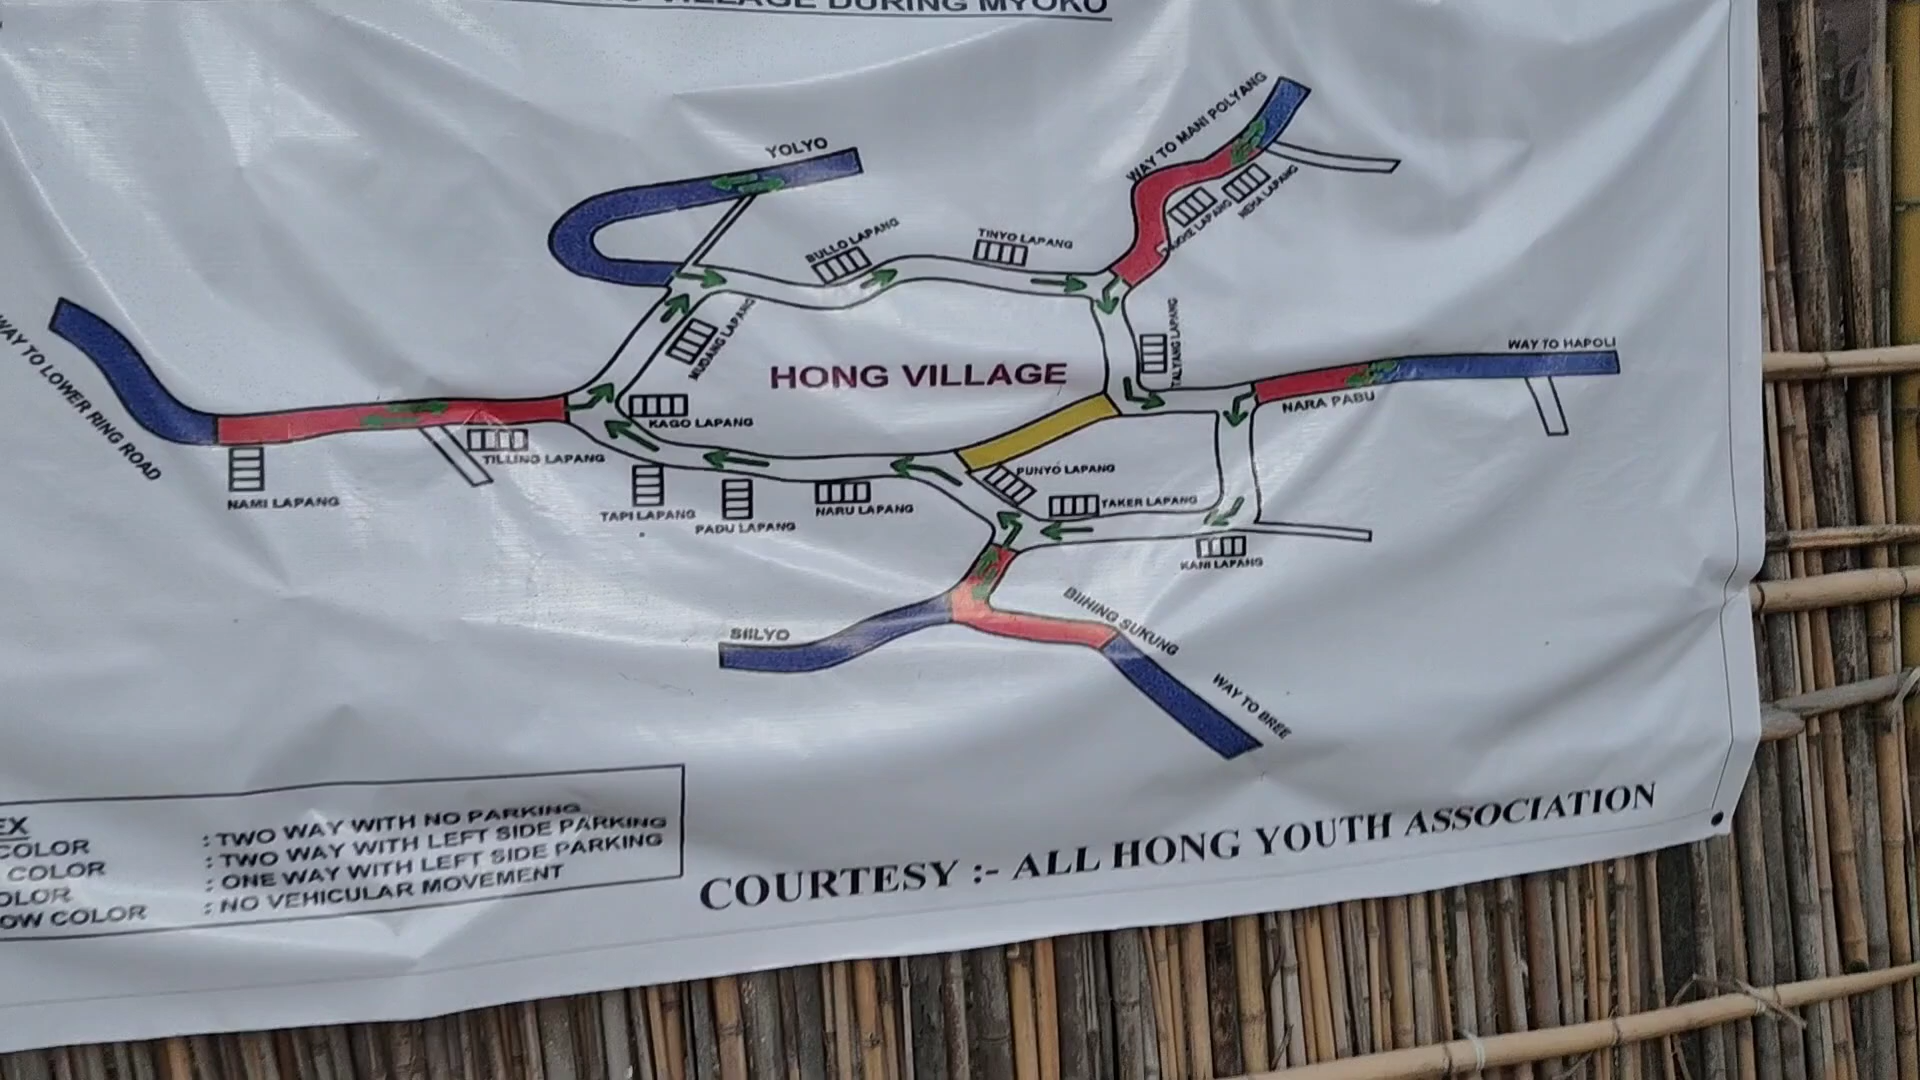 VILLAGE DURING MYOKO
YOLYO
WAY TO MANI POLYANG
BULLO LAPANG
TINYO LAPANG
LAPANG
NEHA LAPANG
MUDANG LAPANG
TALYANG LAPANG
WAY TO LOWER RING ROAD
HONG VILLAGE
WAY TO HAPOLI
NARA PABU
KAGO LAPANG
TILLING LAPANG
NAMI LAPANG
PUNYO LAPANG
TAPI LAPANG
PADU LAPANG
NARU LAPANG
TAKER LAPANG
KANI LAPANG
SIILYO
BIIHING SUKUNG
WAY TO BREE
EX
COLOR : TWO WAY WITH NO PARKING
COLOR : TWO WAY WITH LEFT SIDE PARKING
OLOR : ONE WAY WITH LEFT SIDE PARKING
OW COLOR : NO VEHICULAR MOVEMENT
COURTESY :- ALL HONG YOUTH ASSOCIATION